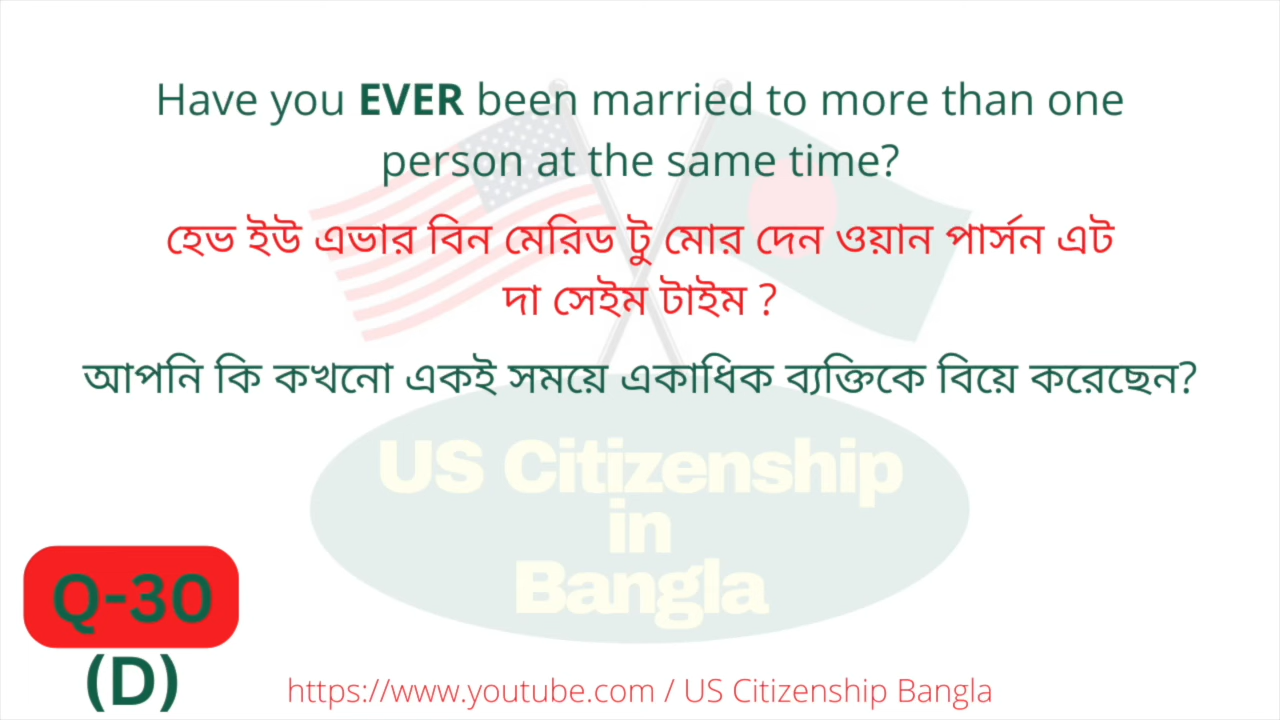 Have you EVER been married to more than one
person at the same time?
হেভ ইউ এভার বিন মেরিড টু মোর দেন ওয়ান পার্সন এট
দা সেইম টাইম ?
আপনি কি কখনো একই সময়ে একাধিক ব্যক্তিকে বিয়ে করেছেন?
US Citizenship
in
Bangla
Q-30
(D)
https://www.youtube.com / US Citizenship Bangla